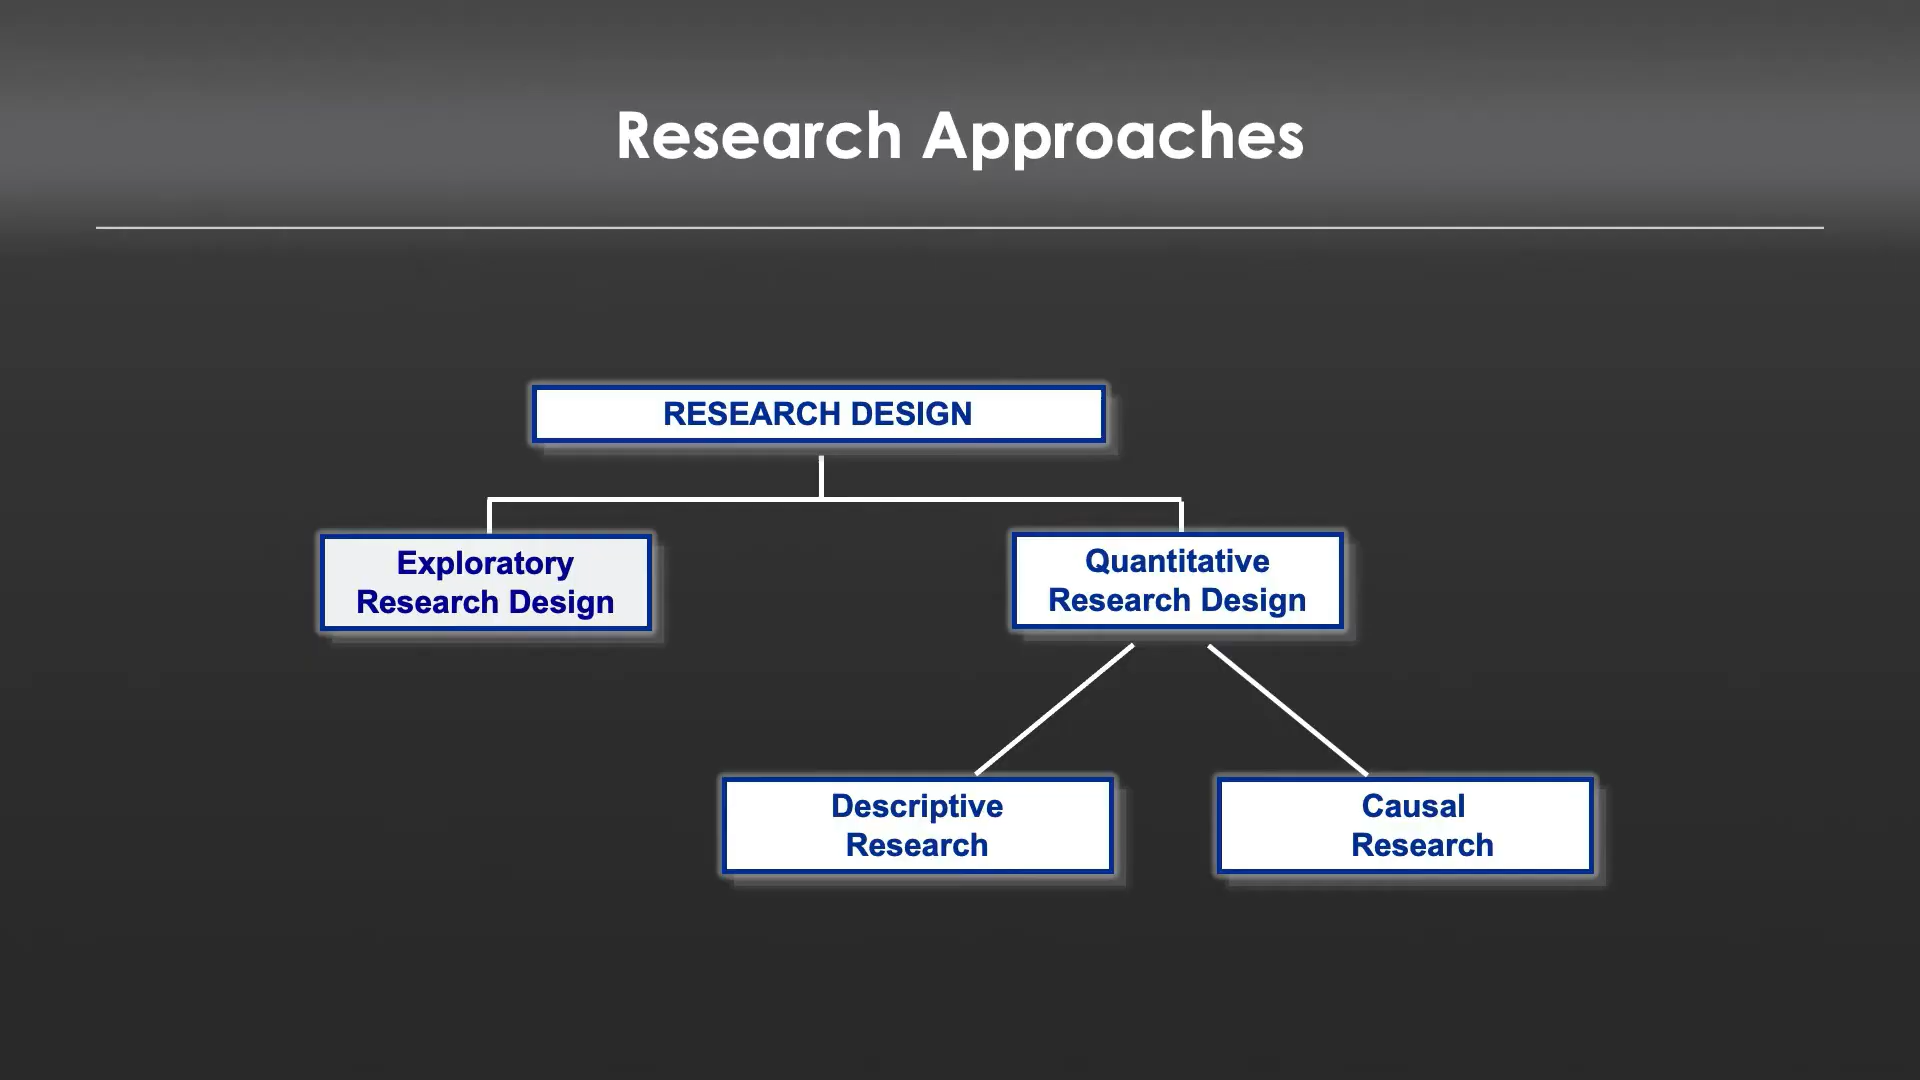 Research Approaches
RESEARCH DESIGN
Exploratory
Research Design
Quantitative
Research Design
Descriptive
Research
Causal
Research